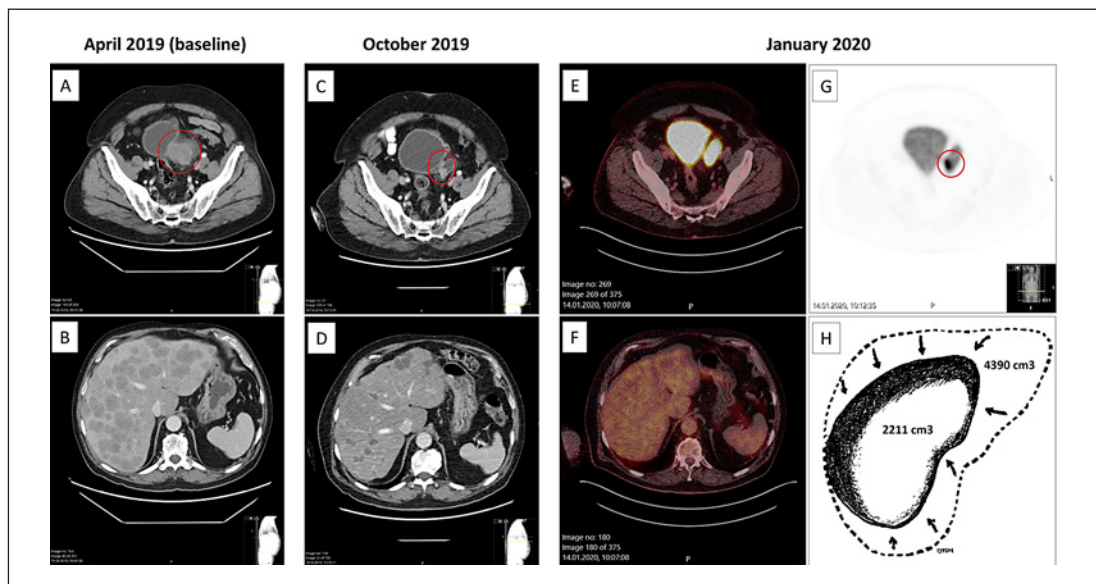 April 2019 (baseline)
October 2019
January 2020
A
C
E
G
L
Image no: 269
Image 269 of 375
14.01.2020, 10:07:08
P
14.01.2020, 10:12:35
P
B
D
F
H
4390 cm3
2211 cm3
Image no: 180
Image 180 of 375
14.01.2020, 10:07:08
P